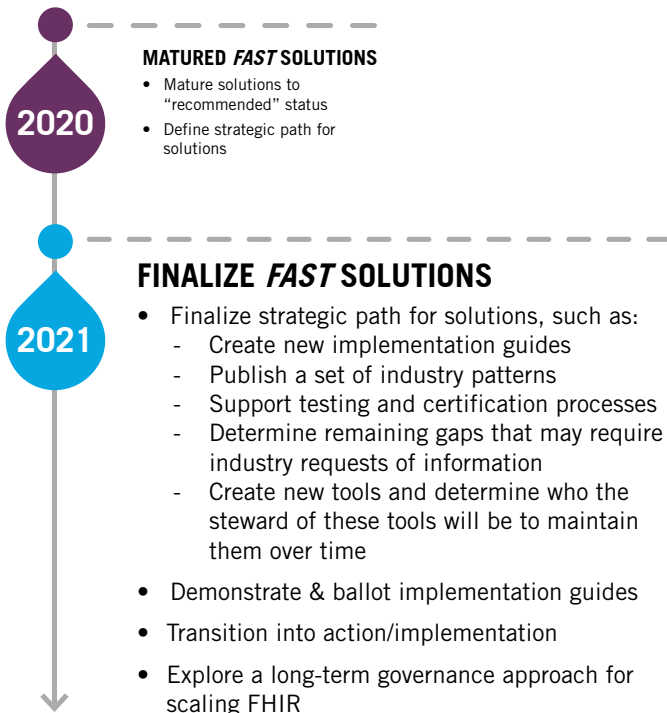 MATURED FAST SOLUTIONS
• Mature solutions to
“recommended” status
• Define strategic path for
solutions
2020
FINALIZE FAST SOLUTIONS
• Finalize strategic path for solutions, such as:
- Create new implementation guides
- Publish a set of industry patterns
- Support testing and certification processes
- Determine remaining gaps that may require
industry requests of information
- Create new tools and determine who the
steward of these tools will be to maintain
them over time
• Demonstrate & ballot implementation guides
• Transition into action/implementation
• Explore a long-term governance approach for
scaling FHIR
2021